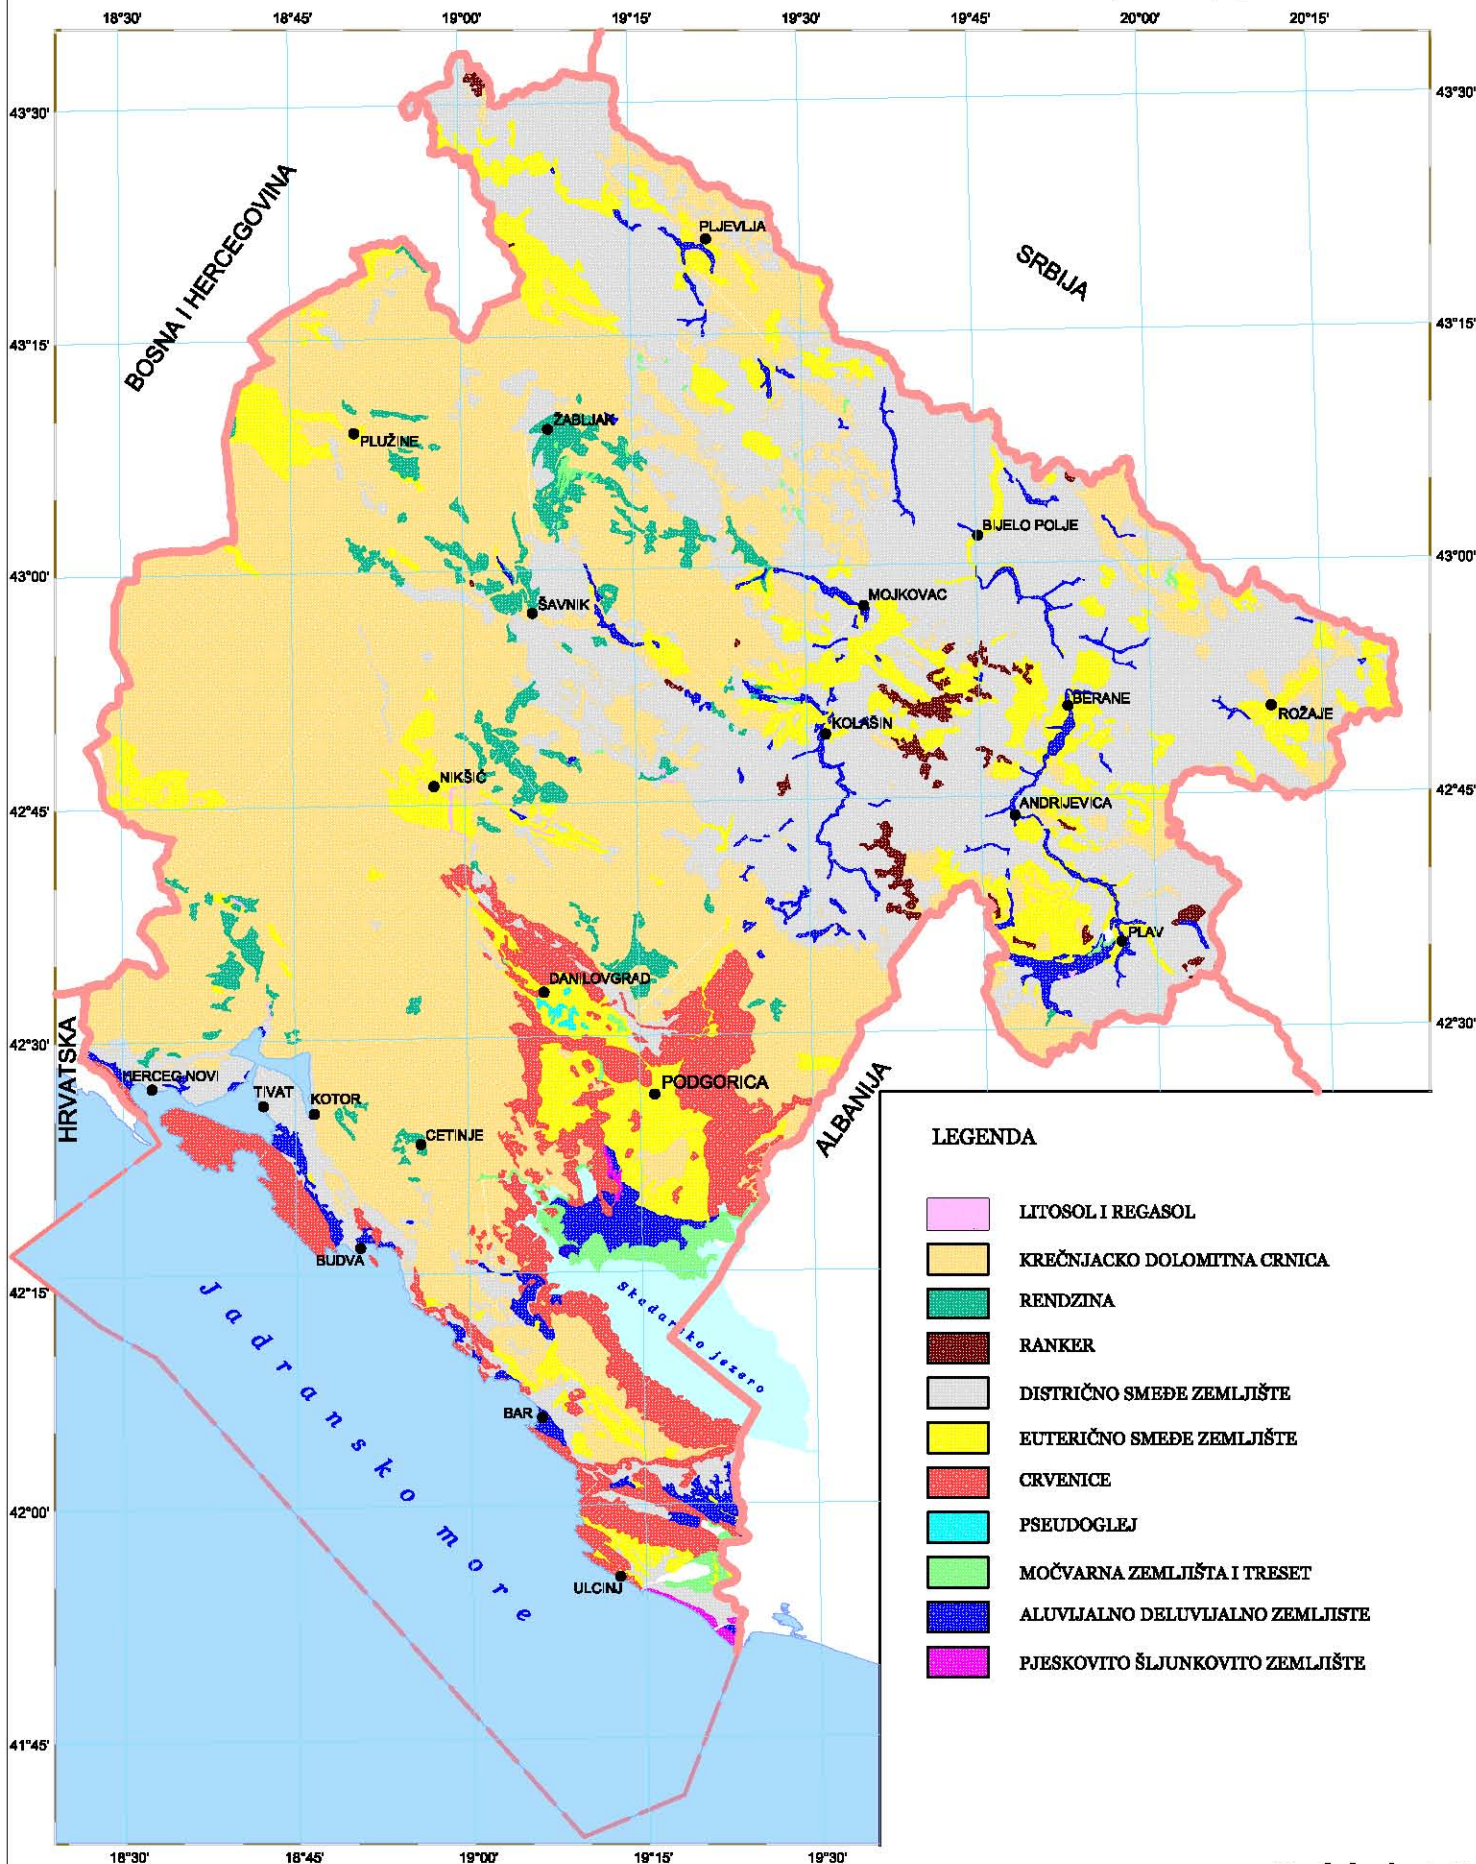 18°30' 18°45' 19°00' 19°15' 19°30' 19°45' 20°00' 20°15'
43°30' 43°30'
BOSNA I HERCEGOVINA
SRBIJA
PLJEVLJA
43°15' 43°15'
ŽABLJAK
PLUŽINE
BIJELO POLJE
43°00' 43°00'
MOJKOVAC
ŠAVNIK
BERANE
ROŽAJE
KOLAŠIN
NIKŠIĆ
42°45' 42°45'
ANDRIJEVICA
PLAV
DANILOVGRAD
42°30' 42°30'
HRVATSKA
HERCEG NOVI
TIVAT
KOTOR
PODGORICA
ALBANIJA
CETINJE
BUDVA
42°15'
Skadarsko jezero
Jadransko more
BAR
42°00'
ULCINJ
41°45'
18°30' 18°45' 19°00' 19°15' 19°30'
LEGENDA
LITOSOL I REGASOL
KREČNJACKO DOLOMITNA CRNICA
RENDZINA
RANKER
DISTRIČNO SMEĐE ZEMLJIŠTE
EUTERIČNO SMEĐE ZEMLJIŠTE
CRVENICE
PSEUDOGLEJ
MOČVARNA ZEMLJIŠTA I TRESET
ALUVIJALNO DELUVIJALNO ZEMLJISTE
PJESKOVITO ŠLJUNKOVITO ZEMLJIŠTE